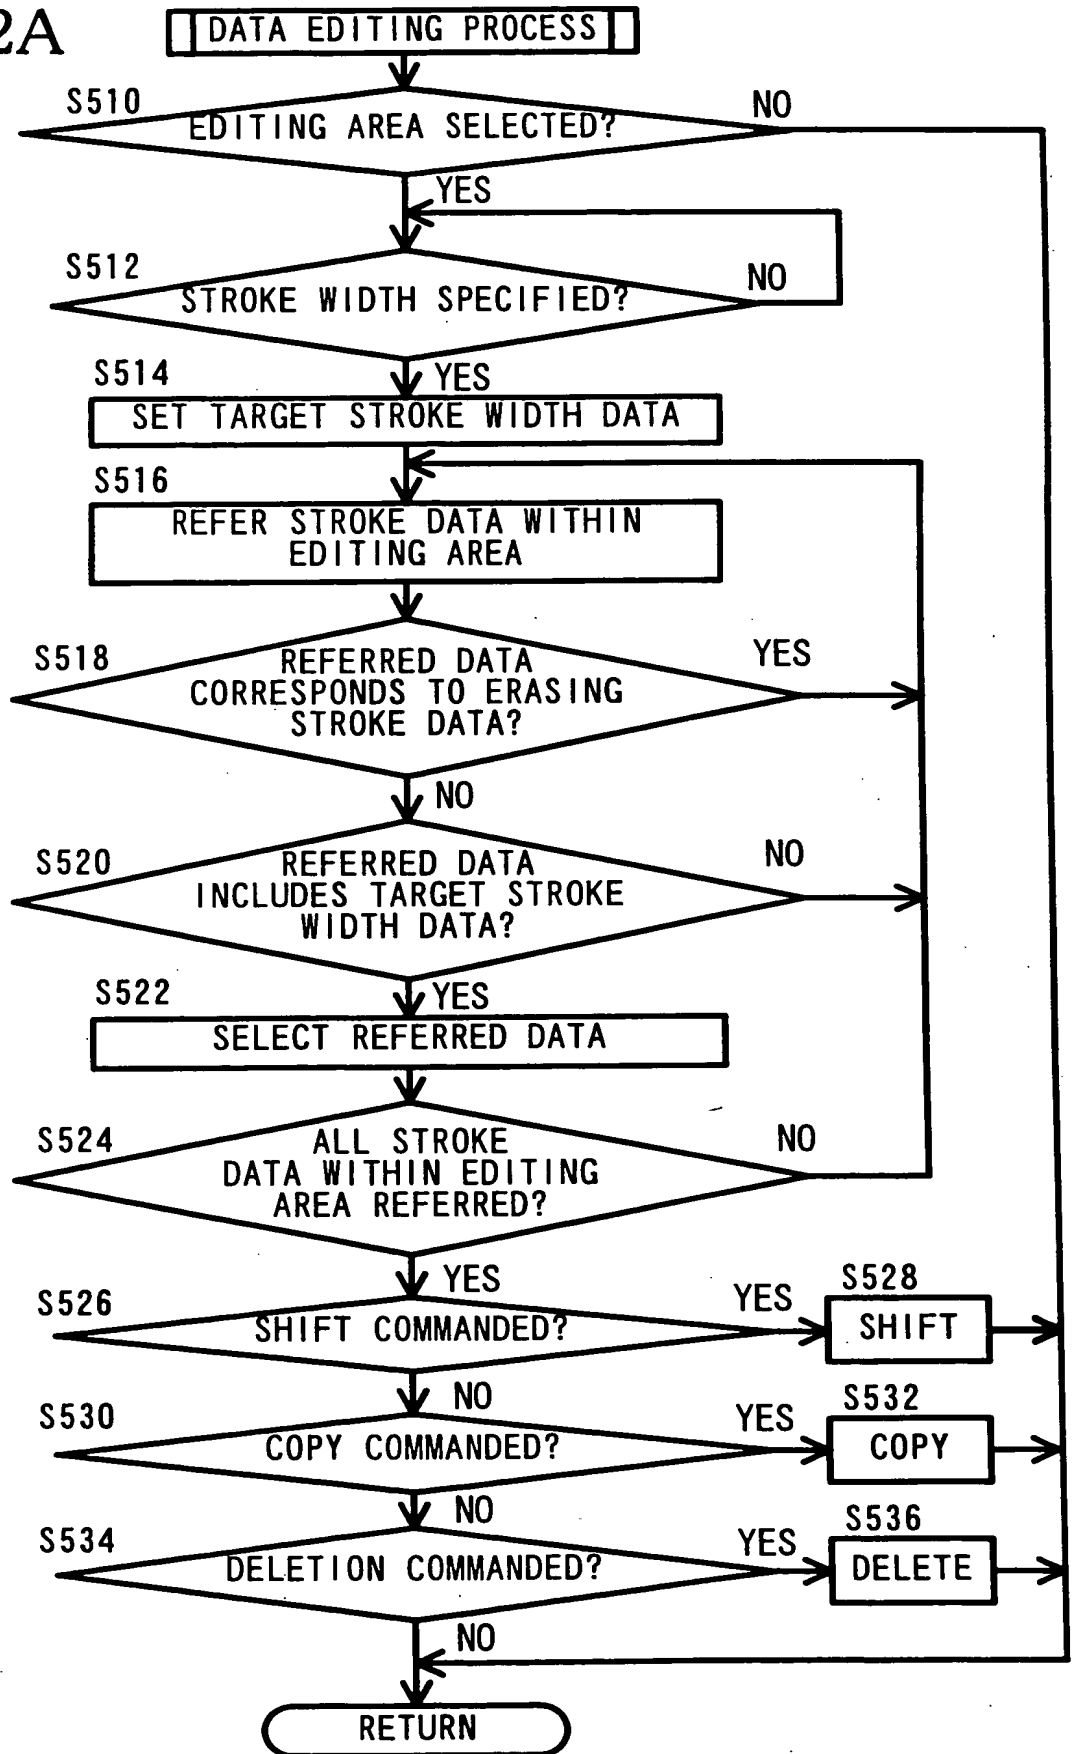 2A
DATA EDITING PROCESS
S510
EDITING AREA SELECTED?
NO
YES
S512
STROKE WIDTH SPECIFIED?
NO
YES
S514
SET TARGET STROKE WIDTH DATA
S516
REFER STROKE DATA WITHIN
EDITING AREA
S518
REFERRED DATA
CORRESPONDS TO ERASING
STROKE DATA?
YES
NO
S520
REFERRED DATA
INCLUDES TARGET STROKE
WIDTH DATA?
NO
YES
S522
SELECT REFERRED DATA
S524
ALL STROKE
DATA WITHIN EDITING
AREA REFERRED?
NO
YES
S526
SHIFT COMMANDED?
YES
S528
SHIFT
NO
S530
COPY COMMANDED?
YES
S532
COPY
NO
S534
DELETION COMMANDED?
YES
S536
DELETE
NO
RETURN